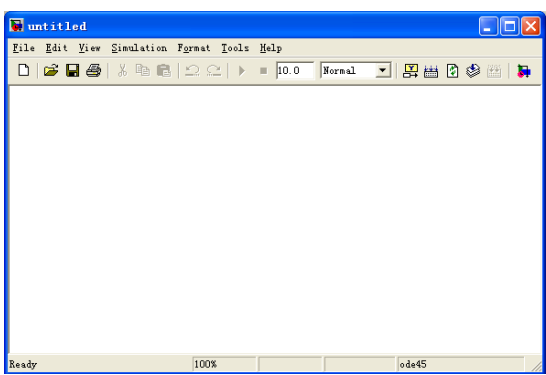 untitled
File Edit View Simulation Format Tools Help
10.0 Normal
Ready 100% ode45